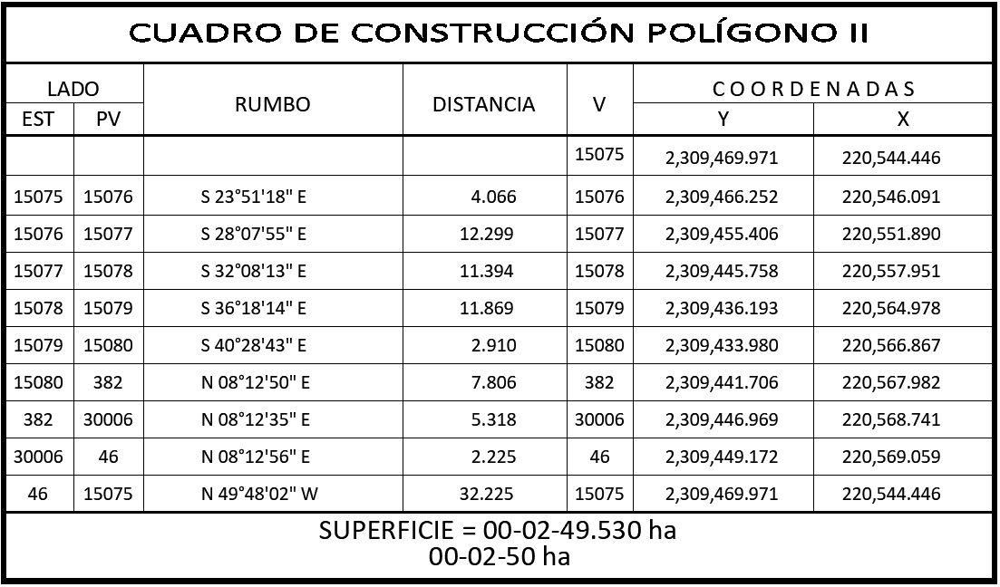 CUADRO DE CONSTRUCCIÓN POLÍGONO II
LADO RUMBO DISTANCIA V COORDENADAS
EST PV Y X
15075 2,309,469.971 220,544.446
15075 15076 S 23°51'18" E 4.066 15076 2,309,466.252 220,546.091
15076 15077 S 28°07'55" E 12.299 15077 2,309,455.406 220,551.890
15077 15078 S 32°08'13" E 11.394 15078 2,309,445.758 220,557.951
15078 15079 S 36°18'14" E 11.869 15079 2,309,436.193 220,564.978
15079 15080 S 40°28'43" E 2.910 15080 2,309,433.980 220,566.867
15080 382 N 08°12'50" E 7.806 382 2,309,441.706 220,567.982
382 30006 N 08°12'35" E 5.318 30006 2,309,446.969 220,568.741
30006 46 N 08°12'56" E 2.225 46 2,309,449.172 220,569.059
46 15075 N 49°48'02" W 32.225 15075 2,309,469.971 220,544.446
SUPERFICIE = 00-02-49.530 ha
00-02-50 ha